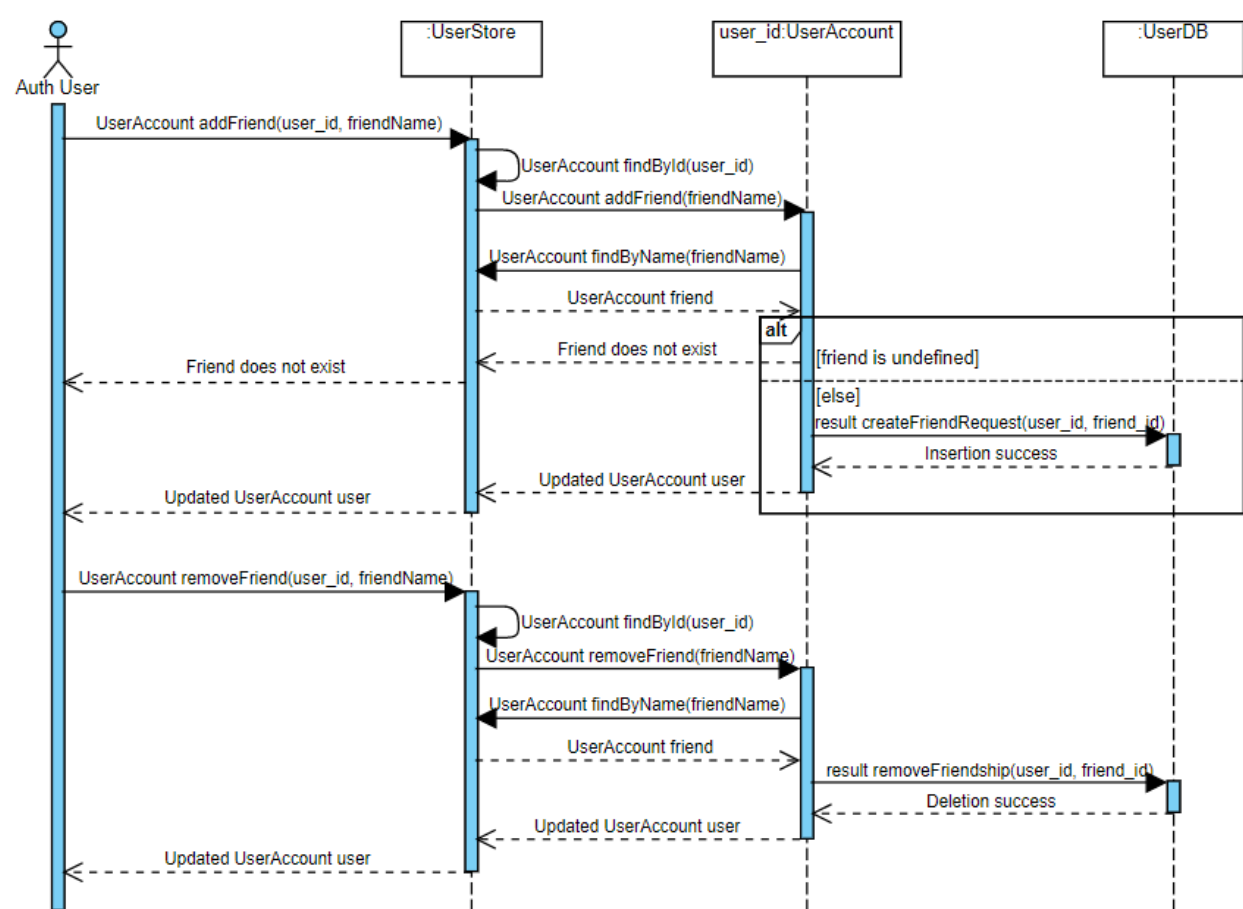 :UserStore
user_id:UserAccount
:UserDB
Auth User
UserAccount addFriend(user_id, friendName)
UserAccount findById(user_id)
UserAccount addFriend(friendName)
UserAccount findByName(friendName)
UserAccount friend
alt
Friend does not exist
[friend is undefined]
Friend does not exist
[else]
result createFriendRequest(user_id, friend_id)
Insertion success
Updated UserAccount user
Updated UserAccount user
UserAccount removeFriend(user_id, friendName)
UserAccount findById(user_id)
UserAccount removeFriend(friendName)
UserAccount findByName(friendName)
UserAccount friend
result removeFriendship(user_id, friend_id)
Deletion success
Updated UserAccount user
Updated UserAccount user